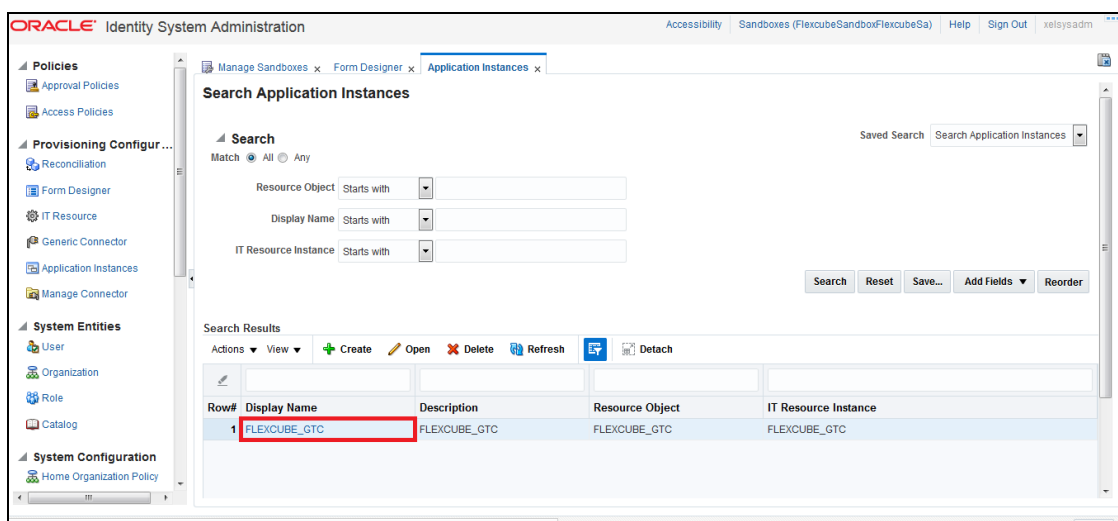 ORACLE Identity System Administration
Accessibility Sandboxes (FlexcubeSandboxFlexcubeSa) Help Sign Out xelsysadm
Policies
Approval Policies
Access Policies
Provisioning Configur...
Reconciliation
Form Designer
IT Resource
Generic Connector
Application Instances
Manage Connector
System Entities
User
Organization
Role
Catalog
System Configuration
Home Organization Policy
Manage Sandboxes x Form Designer x Application Instances x
Search Application Instances
Search
Saved Search Search Application Instances
Match All Any
Resource Object Starts with
Display Name Starts with
IT Resource Instance Starts with
Search Reset Save... Add Fields Reorder
Search Results
Actions View Create Open Delete Refresh Detach
Row# Display Name Description Resource Object IT Resource Instance
1 FLEXCUBE_GTC FLEXCUBE_GTC FLEXCUBE_GTC FLEXCUBE_GTC